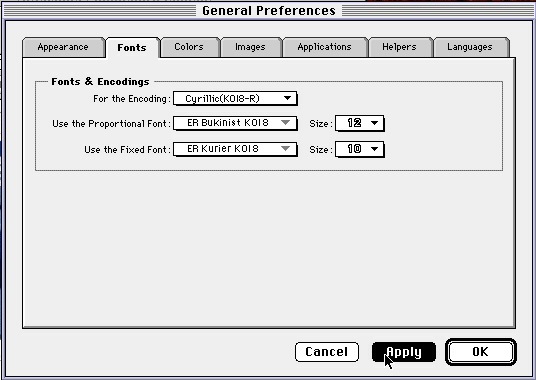 General Preferences
Appearance Fonts Colors Images Applications Helpers Languages
Fonts & Encodings
For the Encoding: Cyrillic(KOI8-R)
Use the Proportional Font: ER Bukinist KOI8 Size: 12
Use the Fixed Font: ER Kurier KOI8 Size: 10
Cancel Apply OK